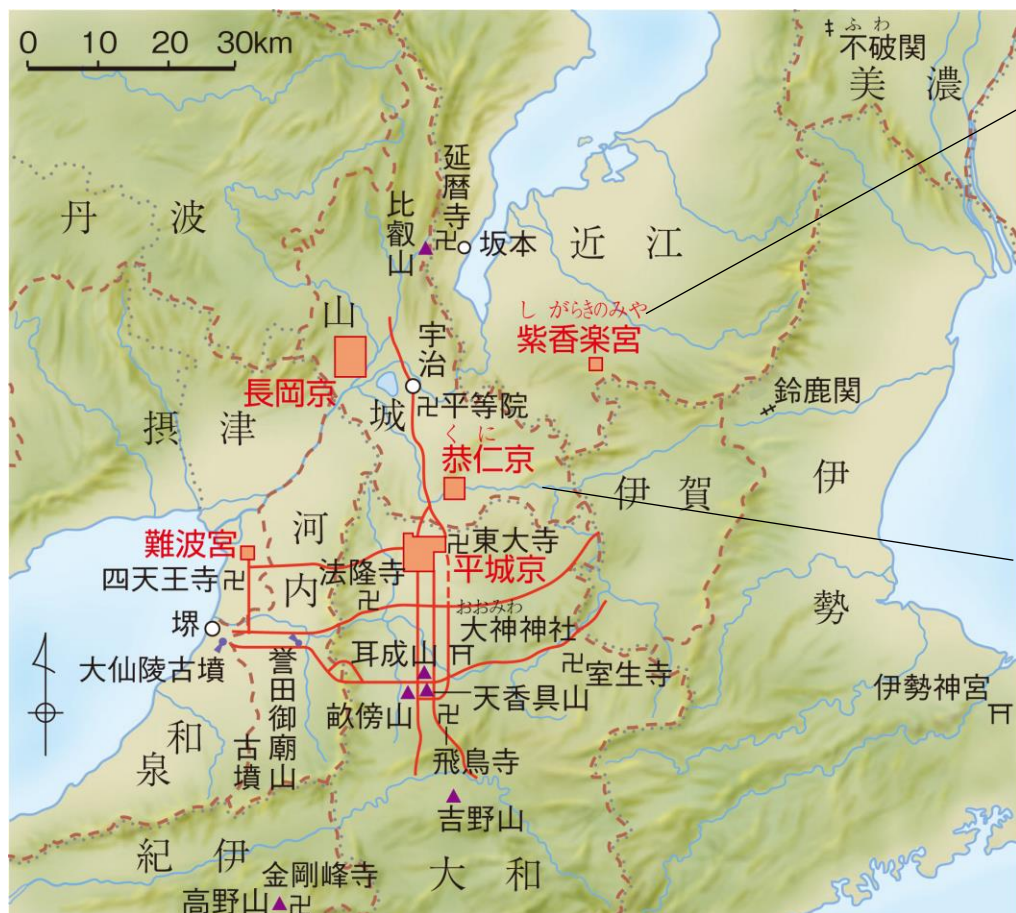 0 10 20 30km
ふわ
不破関
美濃
延暦寺
比叡山
坂本
近江
丹波
しがらきのみや
紫香楽宮
山城
宇治
長岡京
平等院
鈴鹿関
摂津
くに
恭仁京
伊賀
伊勢
河内
難波宮
東大寺
平城京
四天王寺
法隆寺
おおみわ
大神神社
堺
耳成山
大仙陵古墳
誉田御廟山古墳
室生寺
天香具山
畝傍山
伊勢神宮
和泉
飛鳥寺
吉野山
紀伊
大和
金剛峰寺
高野山